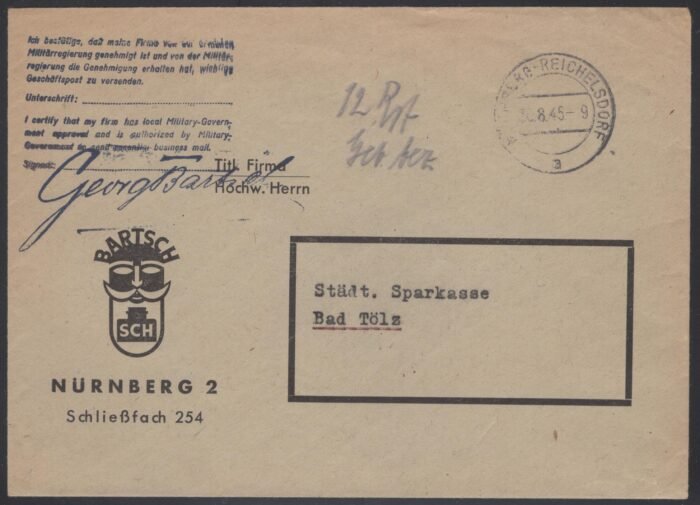 Ich bestätige, daß meine Firma von der örtlichen
Militärregierung genehmigt ist und von der Militär-
regierung die Genehmigung erhalten hat, wichtige
Geschäftspost zu versenden.
Unterschrift:
I certify that my firm has local Military-Govern-
ment approval and is authorized by Military-
Government to send essential business mail.
Signed:
Georg Bartsch
Titl. Firma
Hochw. Herrn
12 Rpf
Geb. bez
BERG-REICHELSDORF
30.8.45-9
a
BARTSCH
SCH
NÜRNBERG 2
Schließfach 254
Städt. Sparkasse
Bad Tölz